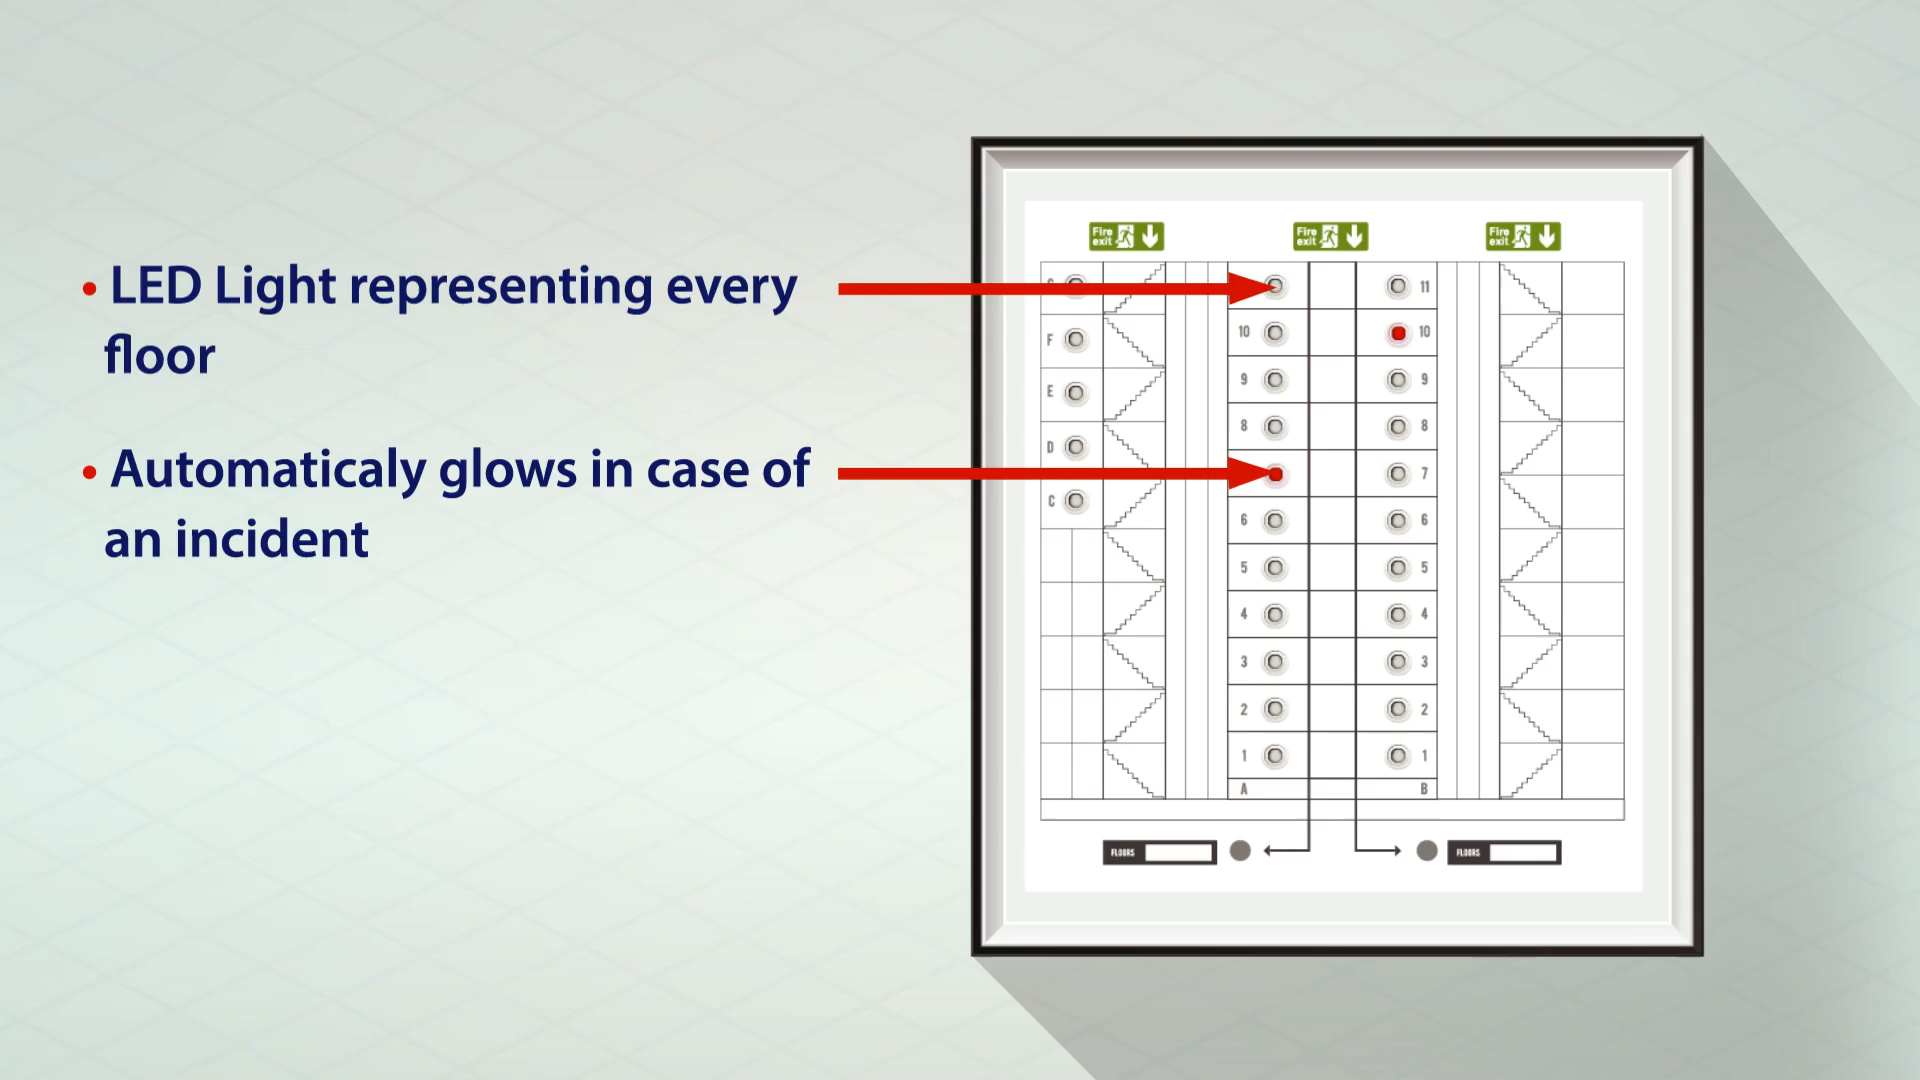 • LED Light representing every
floor
• Automaticaly glows in case of
an incident
Fire
exit
Fire
exit
Fire
exit
11
F
10
10
E
9
9
8
8
D
7
C
6
6
5
5
4
4
3
3
2
2
1
1
A
B
FLOORS
FLOORS